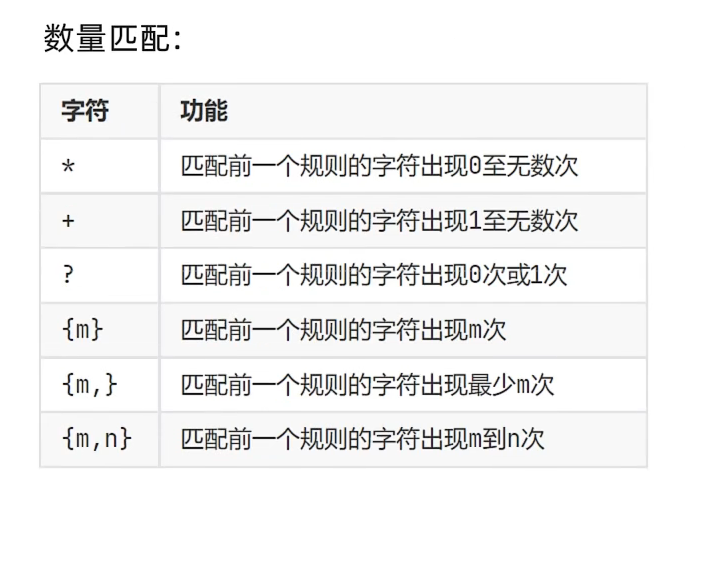 数量匹配:
字符 功能
* 匹配前一个规则的字符出现0至无数次
+ 匹配前一个规则的字符出现1至无数次
? 匹配前一个规则的字符出现0次或1次
{m} 匹配前一个规则的字符出现m次
{m,} 匹配前一个规则的字符出现最少m次
{m,n} 匹配前一个规则的字符出现m到n次